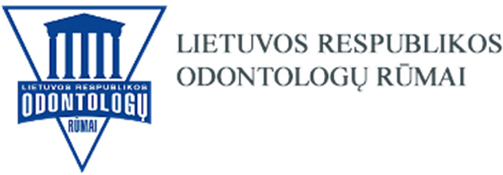 LIETUVOS RESPUBLIKOS
ODONTOLOGŲ
RŪMAI
LIETUVOS RESPUBLIKOS
ODONTOLOGŲ RŪMAI